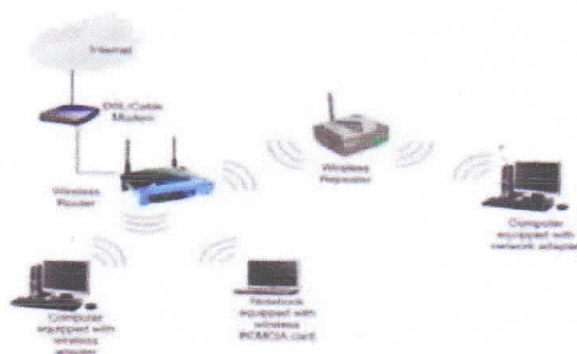 Internet
DSL/Cable
Modem
Wireless
Router
Wireless
Repeater
Computer
equipped with
network adapter
Computer
equipped with
wireless
adapter
Notebook
equipped with
wireless
PCMCIA card